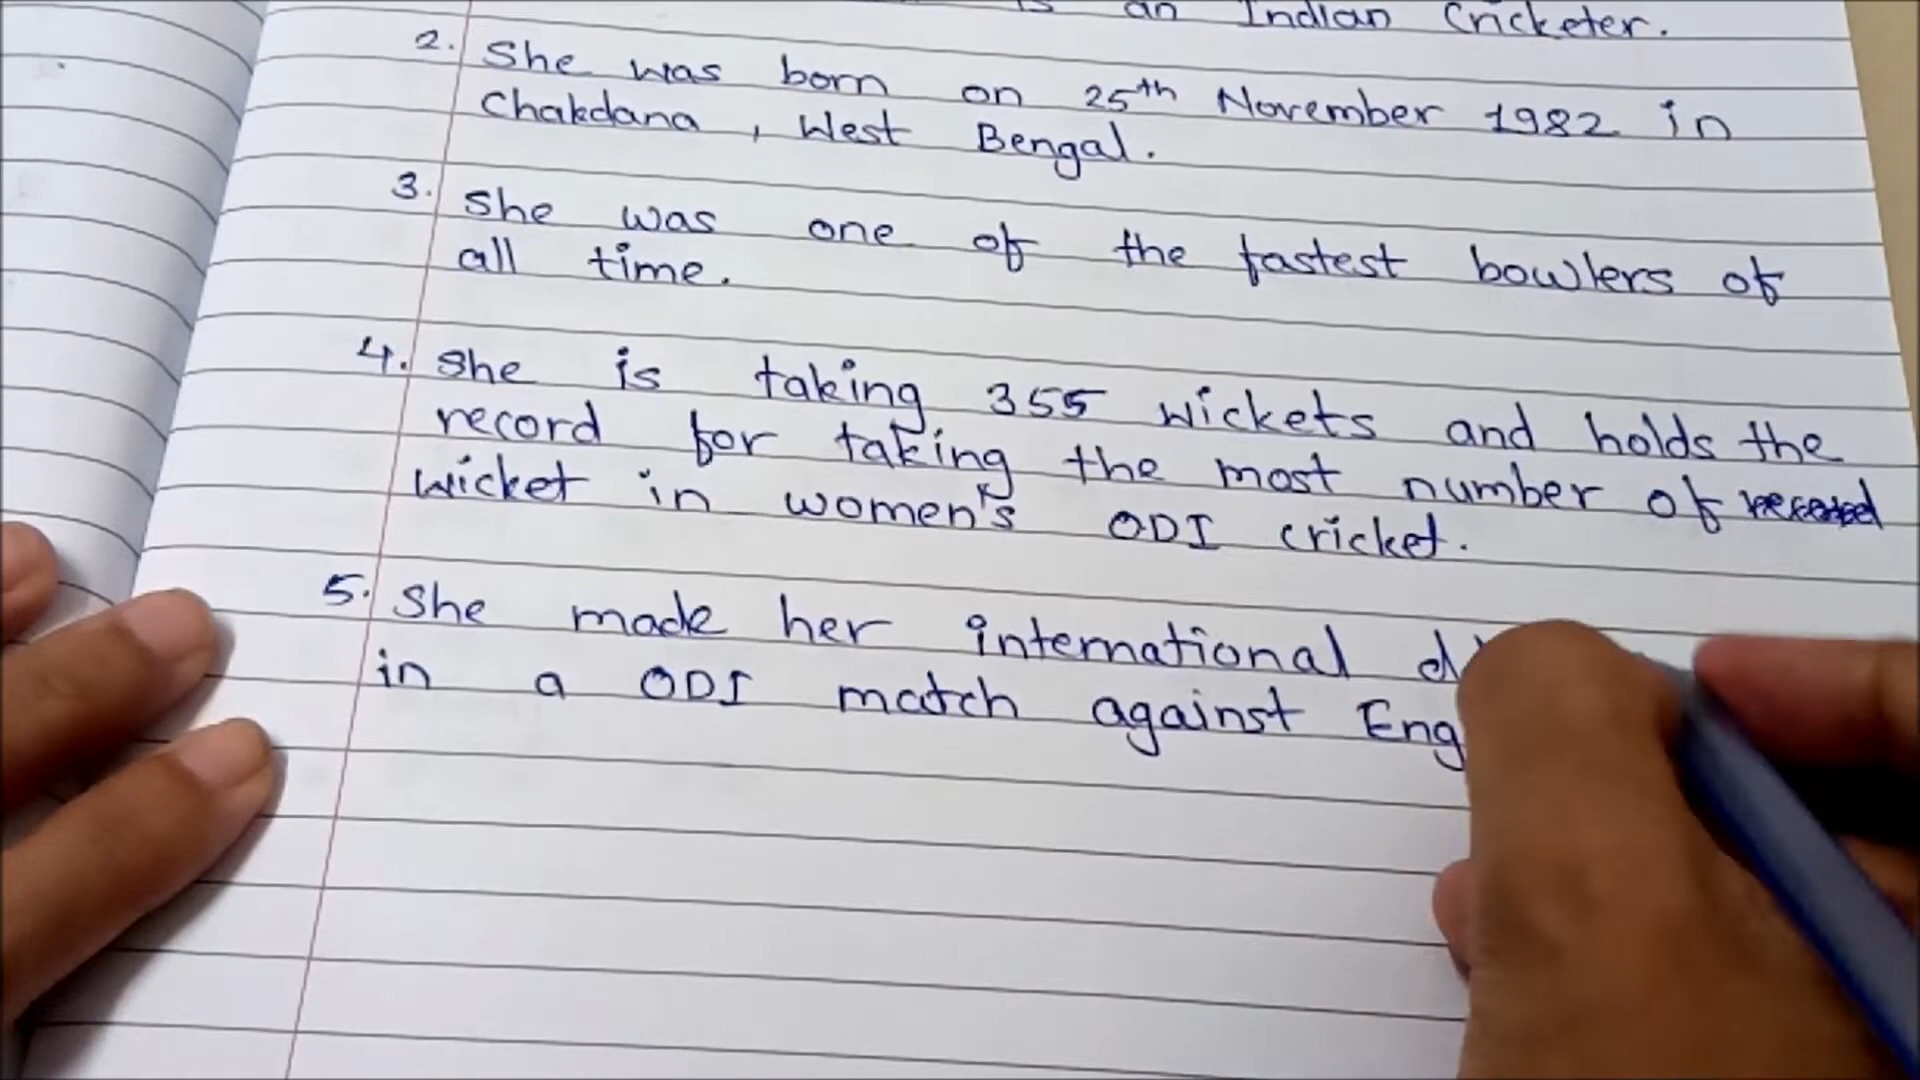 is an Indian Cricketer.
2. She was born on 25th November 1982 in
Chakdana, West Bengal.
3. She was one of the fastest bowlers of
all time.
4. She is taking 355 wickets and holds the
record for taking the most number of
wicket in women's ODI cricket.
5. She made her international
in a ODI match against Eng